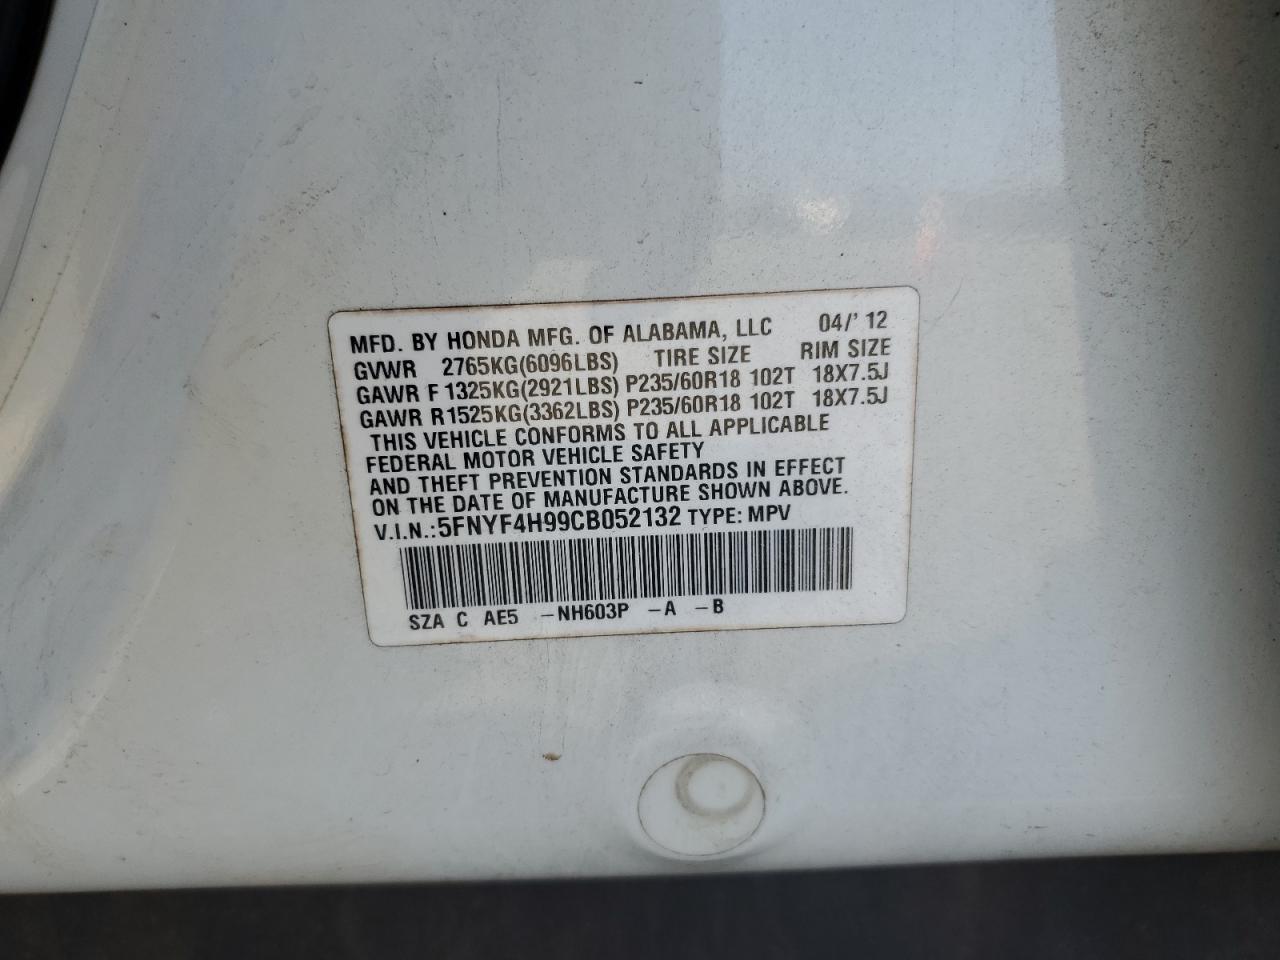 MFD. BY HONDA MFG. OF ALABAMA, LLC 04/' 12
GVWR 2765KG(6096LBS) TIRE SIZE RIM SIZE
GAWR F 1325KG(2921LBS) P235/60R18 102T 18X7.5J
GAWR R1525KG(3362LBS) P235/60R18 102T 18X7.5J
THIS VEHICLE CONFORMS TO ALL APPLICABLE
FEDERAL MOTOR VEHICLE SAFETY
AND THEFT PREVENTION STANDARDS IN EFFECT
ON THE DATE OF MANUFACTURE SHOWN ABOVE.
V.I.N.:5FNYF4H99CB052132 TYPE: MPV
SZA C AE5 -NH603P -A -B